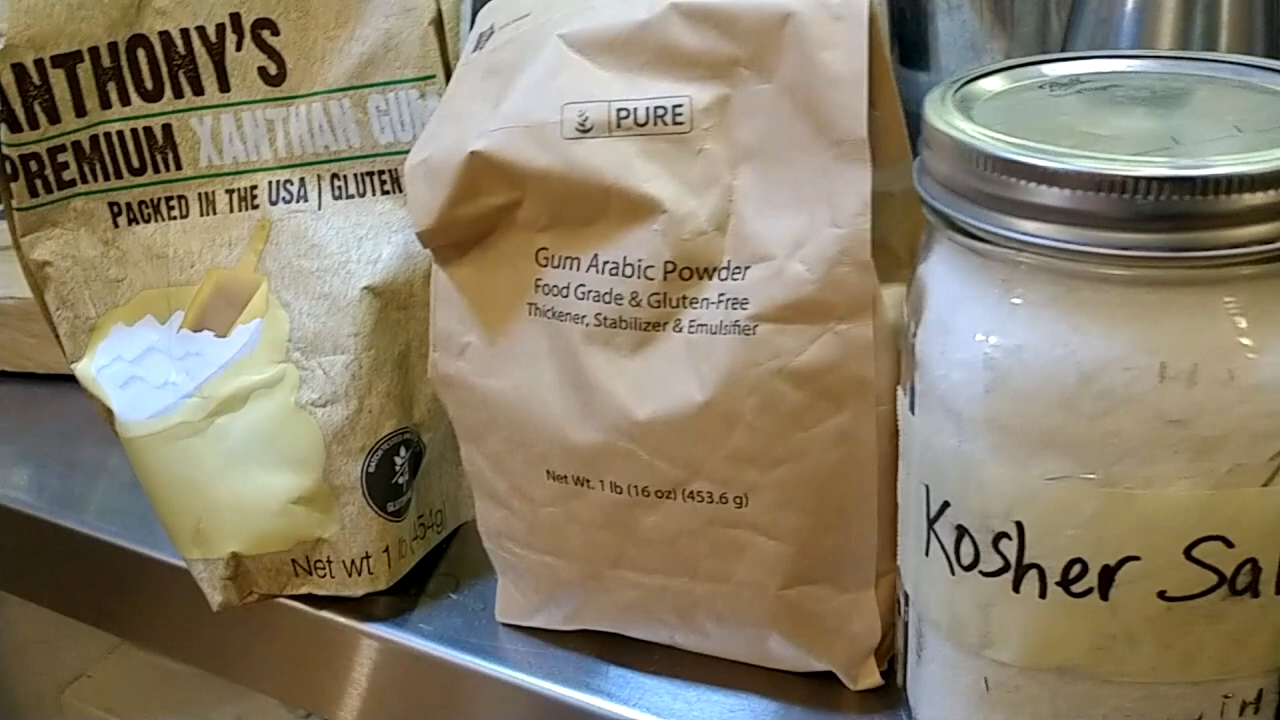 ANTHONY'S
PREMIUM XANTHAN GUM
PACKED IN THE USA | GLUTEN
Net wt 1 lb (454g)
PURE
Gum Arabic Powder
Food Grade & Gluten-Free
Thickener, Stabilizer & Emulsifier
Net Wt. 1 lb (16 oz) (453.6 g)
Kosher Sal